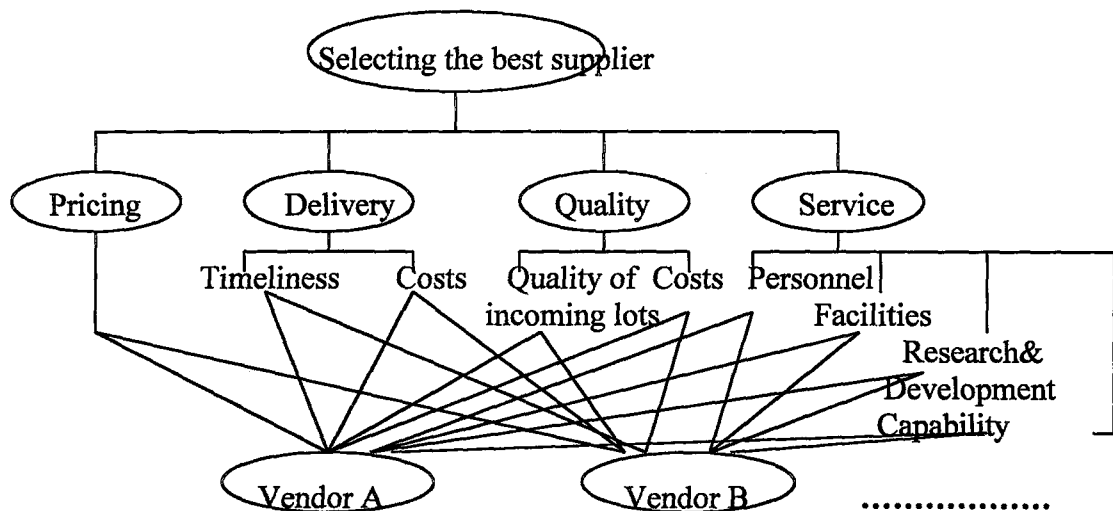 Selecting the best supplier
Pricing
Delivery
Quality
Service
Timeliness
Costs
Quality of
incoming lots
Costs
Personnel
Facilities
Research&
Development
Capability
Vendor A
Vendor B
...................